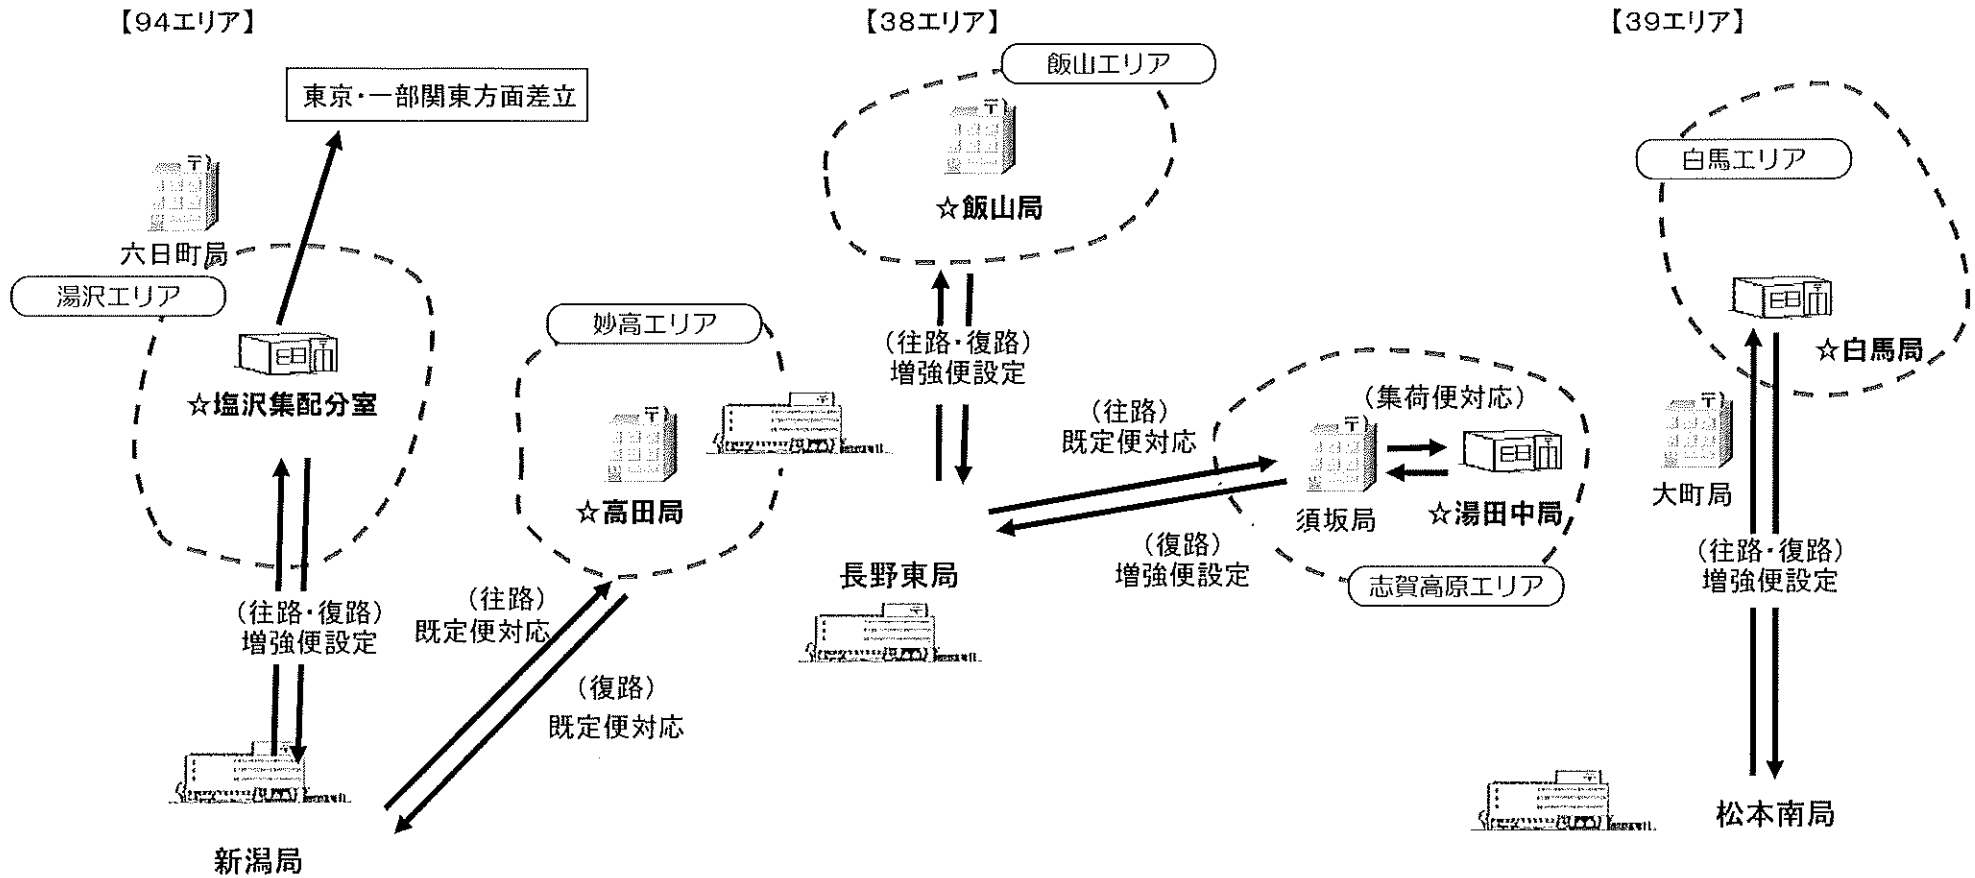 【94エリア】
【38エリア】
【39エリア】
東京・一部関東方面差立
六日町局
湯沢エリア
☆塩沢集配分室
(往路・復路)
増強便設定
新潟局
妙高エリア
☆高田局
(往路)
既定便対応
(復路)
既定便対応
飯山エリア
☆飯山局
(往路・復路)
増強便設定
長野東局
(往路)
既定便対応
(復路)
増強便設定
(集荷便対応)
須坂局
☆湯田中局
志賀高原エリア
白馬エリア
☆白馬局
大町局
(往路・復路)
増強便設定
松本南局